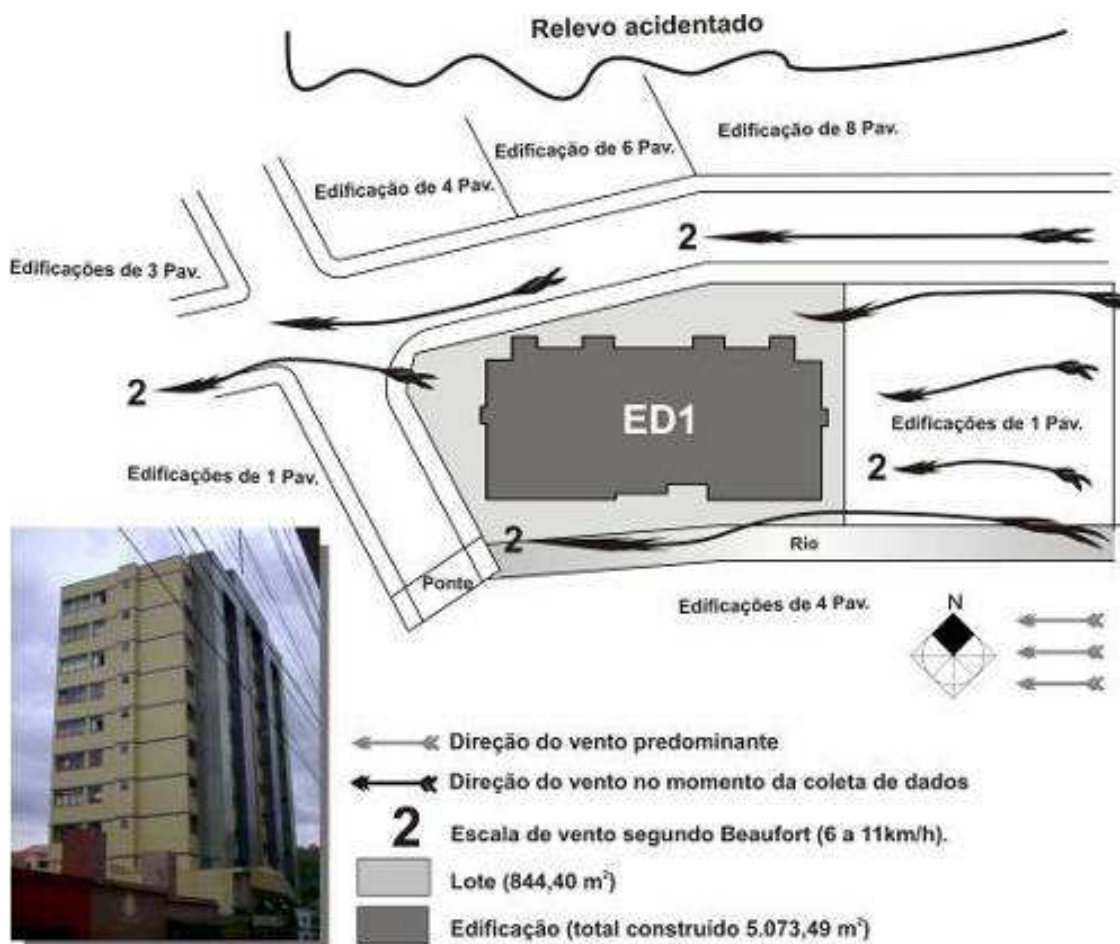 Relevo acidentado
Edificação de 8 Pav.
Edificação de 6 Pav.
Edificação de 4 Pav.
2
Edificações de 3 Pav.
2
ED1
Edificações de 1 Pav.
2
Edificações de 1 Pav.
2
Rio
Ponte
Edificações de 4 Pav.
N
Direção do vento predominante
Direção do vento no momento da coleta de dados
2 Escala de vento segundo Beaufort (6 a 11km/h).
Lote (844,40 m²)
Edificação (total construído 5.073,49 m²)